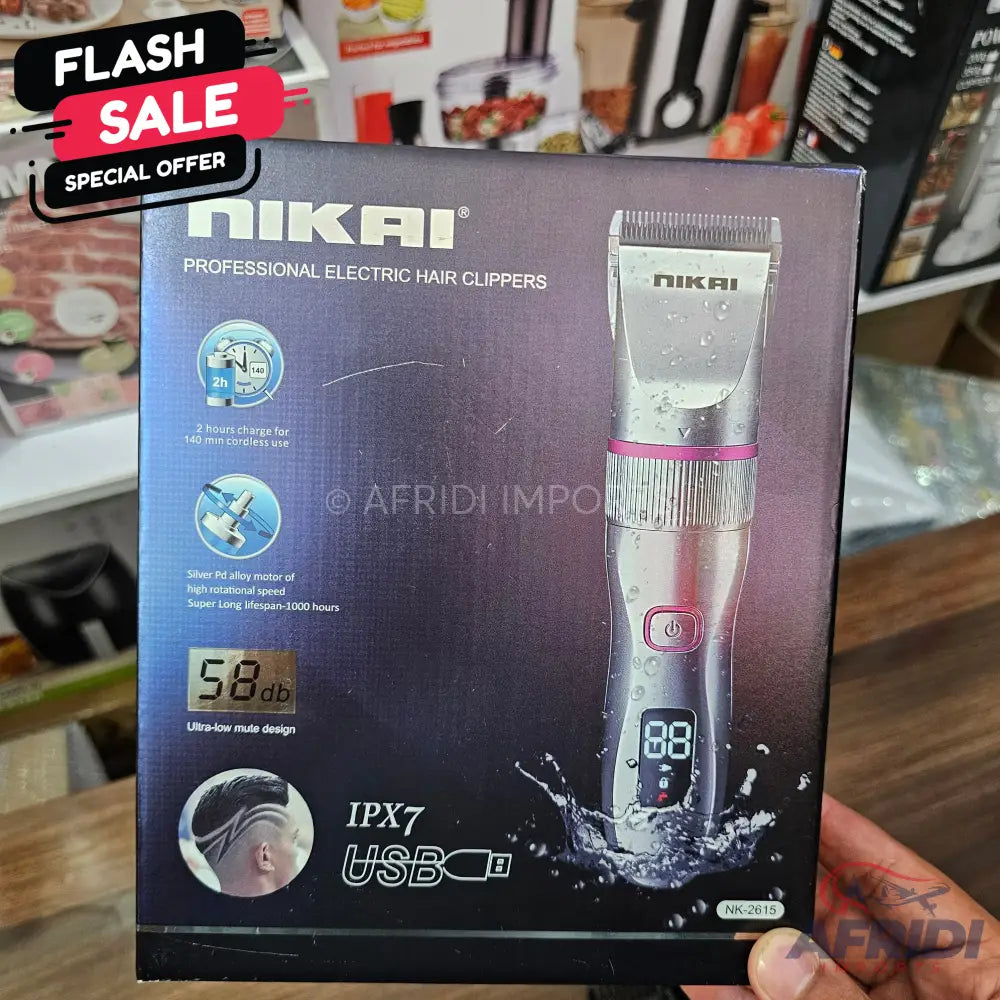 FLASH
SALE
SPECIAL OFFER
NIKAI®
PROFESSIONAL ELECTRIC HAIR CLIPPERS
NIKAI
2h
140
2 hours charge for
140 min cordless use
© AFRIDI IMPOR
Silver Pd alloy motor of
high rotational speed
Super Long lifespan-1000 hours
58db
Ultra-low mute design
88
IPX7
USB
NK-2615
AFRIDI